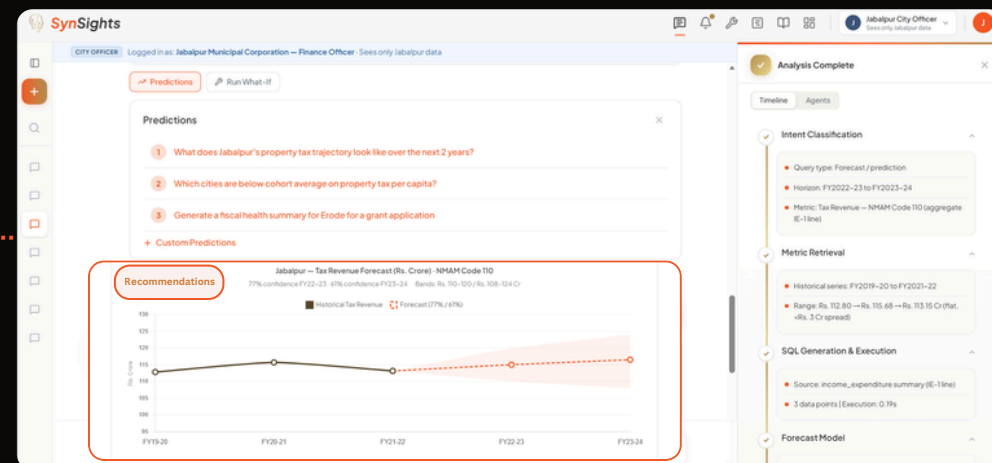 SynSights
J
Jabalpur City Officer
Sees only Jabalpur data
J
CITY OFFICER
Logged in as: Jabalpur Municipal Corporation — Finance Officer · Sees only Jabalpur data
Predictions
Run What-If
Predictions
1 What does Jabalpur's property tax trajectory look like over the next 2 years?
2 Which cities are below cohort average on property tax per capita?
3 Generate a fiscal health summary for Erode for a grant application
+ Custom Predictions
Recommendations
Jabalpur — Tax Revenue Forecast (Rs. Crore) · NMAM Code 110
77% confidence FY22–23 · 61% confidence FY23–24 Bands: Rs. 110–120 / Rs. 108–124 Cr
Historical Tax Revenue
Forecast (77% / 61%)
Rs. Crore
130
125
120
115
110
105
100
95
FY19-20
FY20-21
FY21-22
FY22-23
FY23-24
Analysis Complete
Timeline
Agents
Intent Classification
Query type: Forecast / prediction
Horizon: FY2022–23 to FY2023–24
Metric: Tax Revenue — NMAM Code 110 (aggregate
IE-1 line)
Metric Retrieval
Historical series: FY2019–20 to FY2021–22
Range: Rs. 112.80 → Rs. 115.68 → Rs. 113.15 Cr (flat,
<Rs. 3 Cr spread)
SQL Generation & Execution
Source: income_expenditure summary (IE-1 line)
3 data points | Execution: 0.19s
Forecast Model